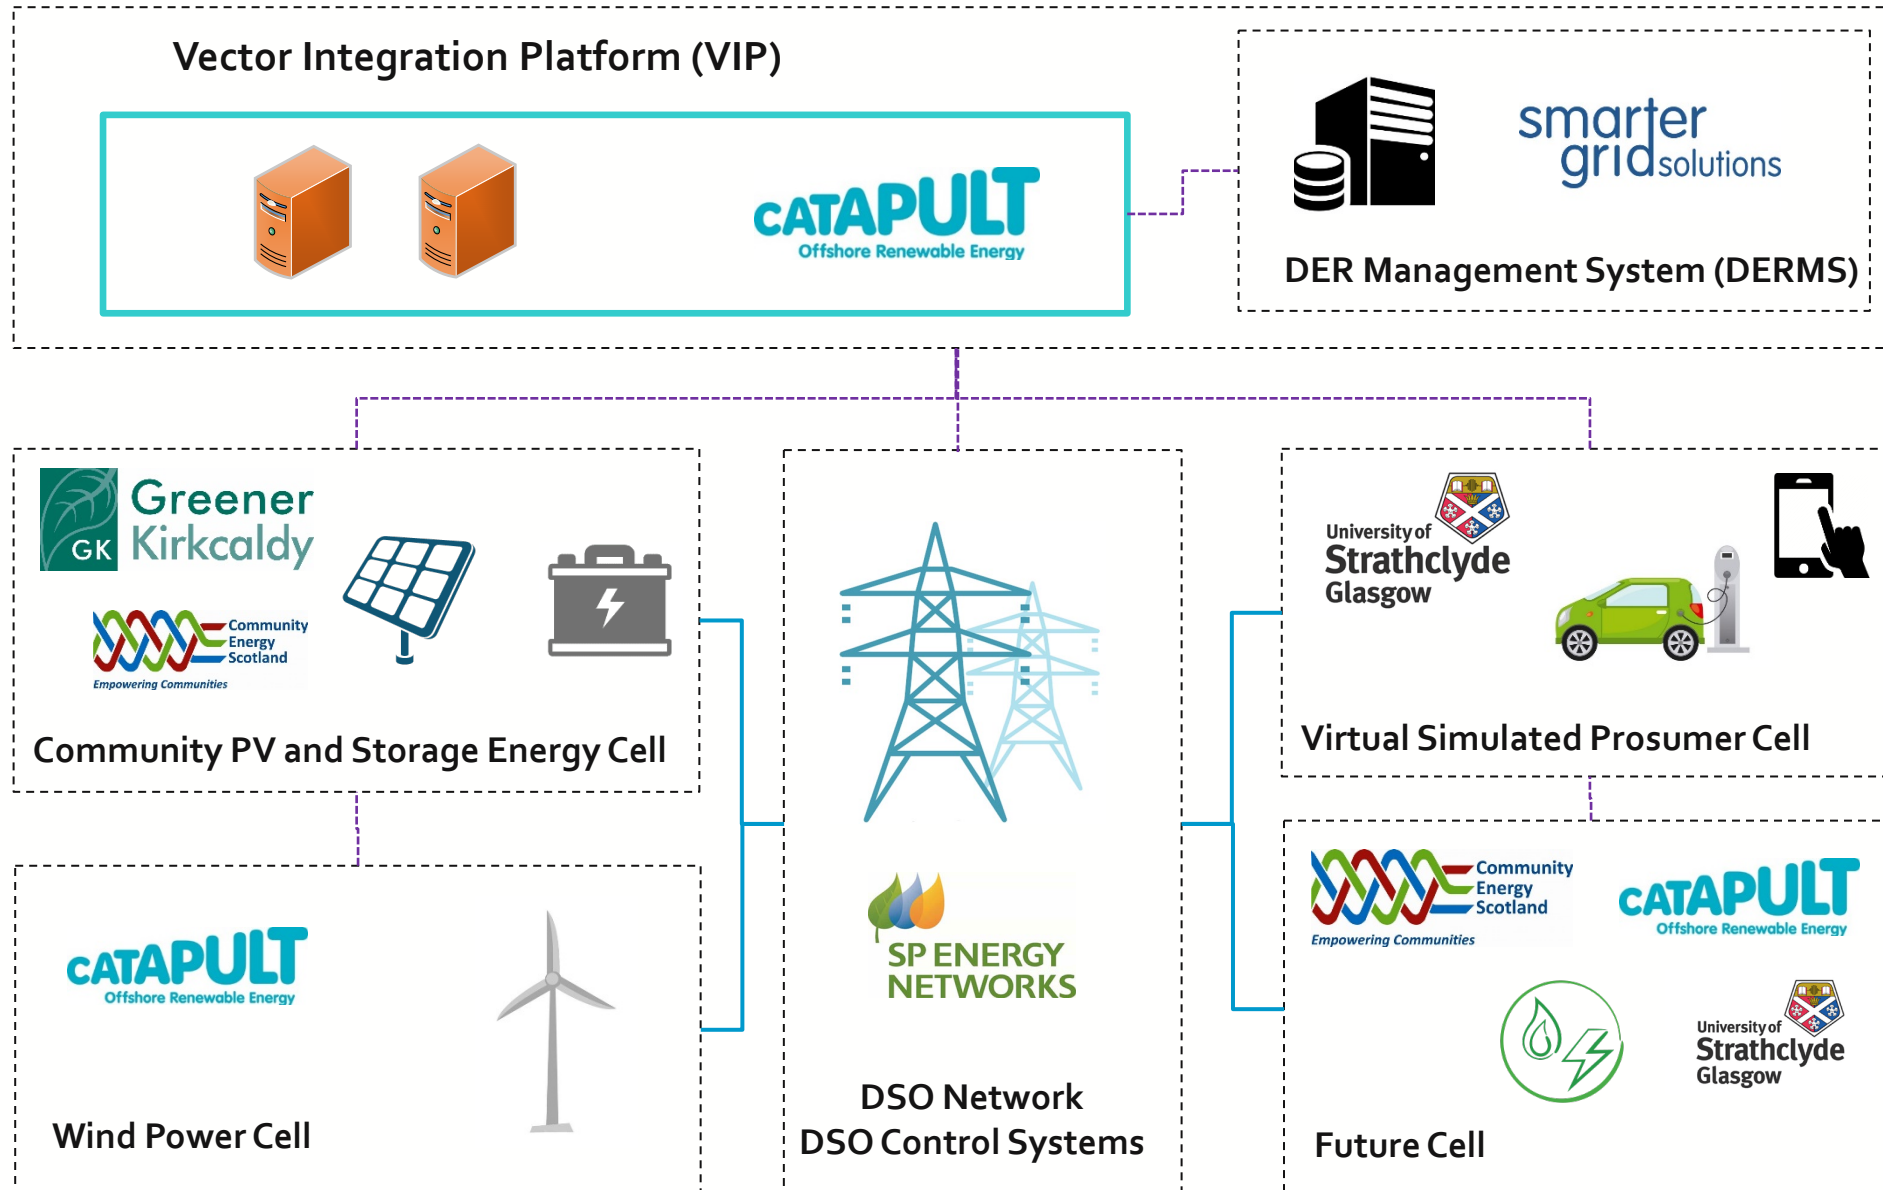 Vector Integration Platform (VIP)
CATAPULT
Offshore Renewable Energy
smarter
gridsolutions
DER Management System (DERMS)
GK
Greener
Kirkcaldy
Community
Energy
Scotland
Empowering Communities
Community PV and Storage Energy Cell
University of
Strathclyde
Glasgow
Virtual Simulated Prosumer Cell
CATAPULT
Offshore Renewable Energy
Wind Power Cell
SP ENERGY
NETWORKS
DSO Network
DSO Control Systems
Community
Energy
Scotland
Empowering Communities
CATAPULT
Offshore Renewable Energy
University of
Strathclyde
Glasgow
Future Cell